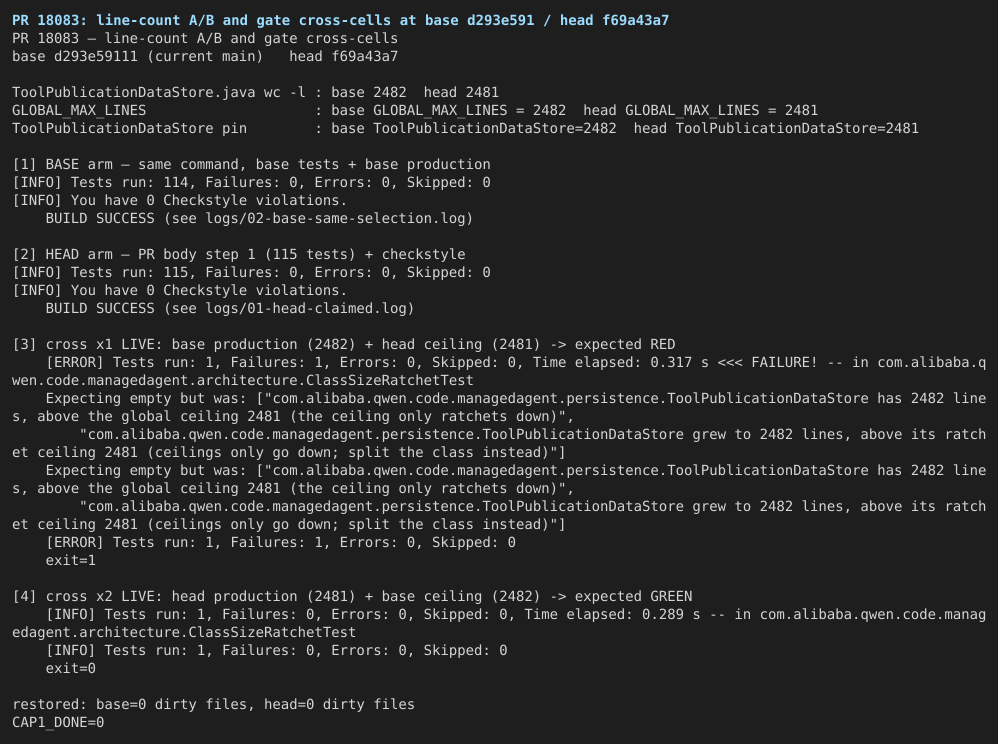 PR 18083: line-count A/B and gate cross-cells at base d293e591 / head f69a43a7
PR 18083 — line-count A/B and gate cross-cells
base d293e59111 (current main)   head f69a43a7

ToolPublicationDataStore.java wc -l : base 2482  head 2481
GLOBAL_MAX_LINES                    : base GLOBAL_MAX_LINES = 2482  head GLOBAL_MAX_LINES = 2481
ToolPublicationDataStore pin        : base ToolPublicationDataStore=2482  head ToolPublicationDataStore=2481

[1] BASE arm — same command, base tests + base production
[INFO] Tests run: 114, Failures: 0, Errors: 0, Skipped: 0
[INFO] You have 0 Checkstyle violations.
    BUILD SUCCESS (see logs/02-base-same-selection.log)

[2] HEAD arm — PR body step 1 (115 tests) + checkstyle
[INFO] Tests run: 115, Failures: 0, Errors: 0, Skipped: 0
[INFO] You have 0 Checkstyle violations.
    BUILD SUCCESS (see logs/01-head-claimed.log)

[3] cross x1 LIVE: base production (2482) + head ceiling (2481) -> expected RED
    [ERROR] Tests run: 1, Failures: 1, Errors: 0, Skipped: 0, Time elapsed: 0.317 s <<< FAILURE! -- in com.alibaba.q
wen.code.managedagent.architecture.ClassSizeRatchetTest
    Expecting empty but was: ["com.alibaba.qwen.code.managedagent.persistence.ToolPublicationDataStore has 2482 line
s, above the global ceiling 2481 (the ceiling only ratchets down)",
        "com.alibaba.qwen.code.managedagent.persistence.ToolPublicationDataStore grew to 2482 lines, above its ratch
et ceiling 2481 (ceilings only go down; split the class instead)"]
    Expecting empty but was: ["com.alibaba.qwen.code.managedagent.persistence.ToolPublicationDataStore has 2482 line
s, above the global ceiling 2481 (the ceiling only ratchets down)",
        "com.alibaba.qwen.code.managedagent.persistence.ToolPublicationDataStore grew to 2482 lines, above its ratch
et ceiling 2481 (ceilings only go down; split the class instead)"]
    [ERROR] Tests run: 1, Failures: 1, Errors: 0, Skipped: 0
    exit=1

[4] cross x2 LIVE: head production (2481) + base ceiling (2482) -> expected GREEN
    [INFO] Tests run: 1, Failures: 0, Errors: 0, Skipped: 0, Time elapsed: 0.289 s -- in com.alibaba.qwen.code.manag
edagent.architecture.ClassSizeRatchetTest
    [INFO] Tests run: 1, Failures: 0, Errors: 0, Skipped: 0
    exit=0

restored: base=0 dirty files, head=0 dirty files
CAP1_DONE=0